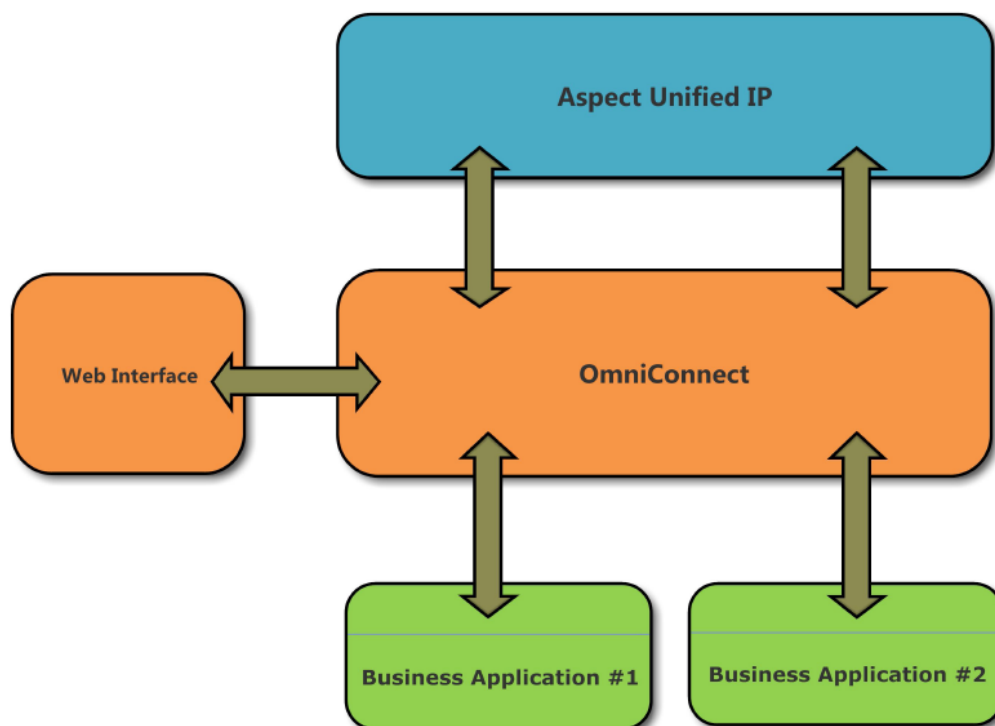 Aspect Unified IP
Web Interface
OmniConnect
Business Application #1
Business Application #2